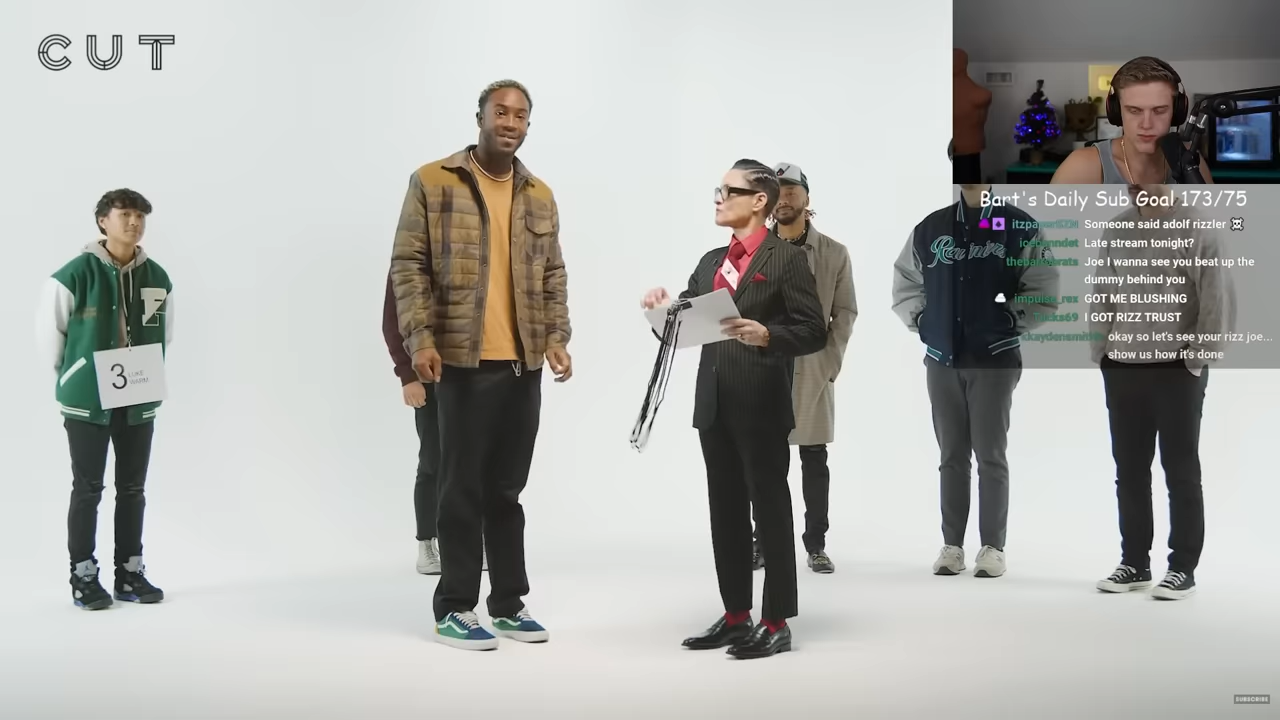 CUT
3 LUKE
WARM
F
Bart's Daily Sub Goal 173/75
Someone said adolf rizzler
Late stream tonight?
Joe I wanna see you beat up the
dummy behind you
impulse_rex GOT ME BLUSHING
I GOT RIZZ TRUST
okay so let's see your rizz joe...
show us how it's done
SUBSCRIBE